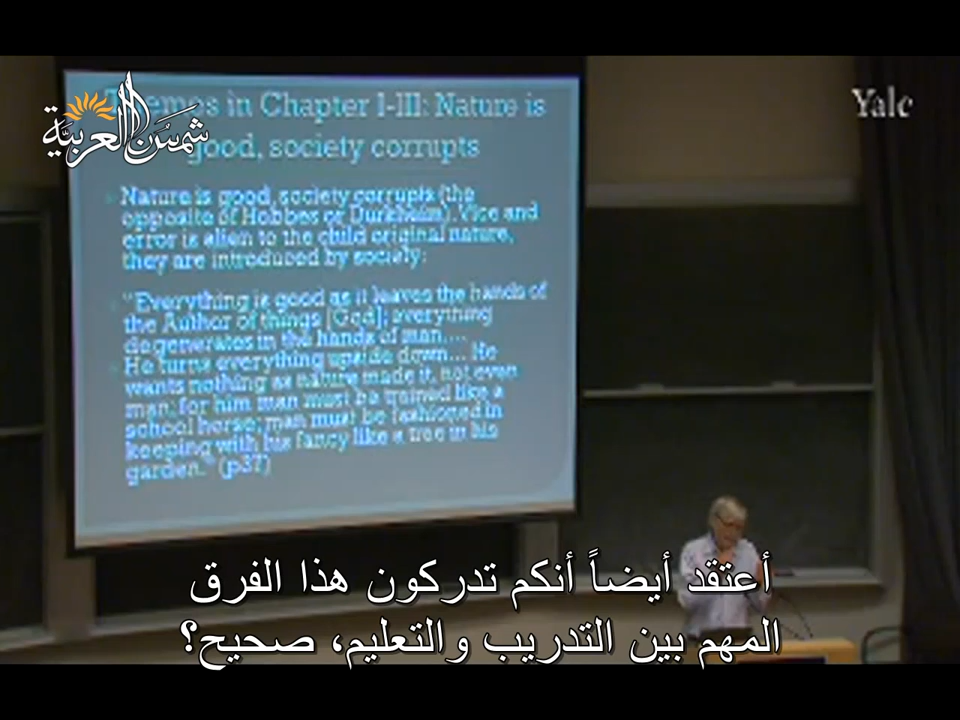 Themes in Chapter I-III: Nature is
good, society corrupts
Nature is good, society corrupts (the
opposite of Hobbes or Durkheim). Vice and
error is alien to the child original nature,
they are introduced by society:
"Everything is good as it leaves the hands of
the Author of things [God]; everything
degenerates in the hands of man…
He turns everything upside down… He
wants nothing as nature made it, not even
man; for him man must be trained like a
school horse; man must be fashioned in
keeping with his fancy like a tree in his
garden." (p37)
شمس العربية
Yale
أعتقد أيضاً أنكم تدركون هذا الفرق
المهم بين التدريب والتعليم، صحيح؟